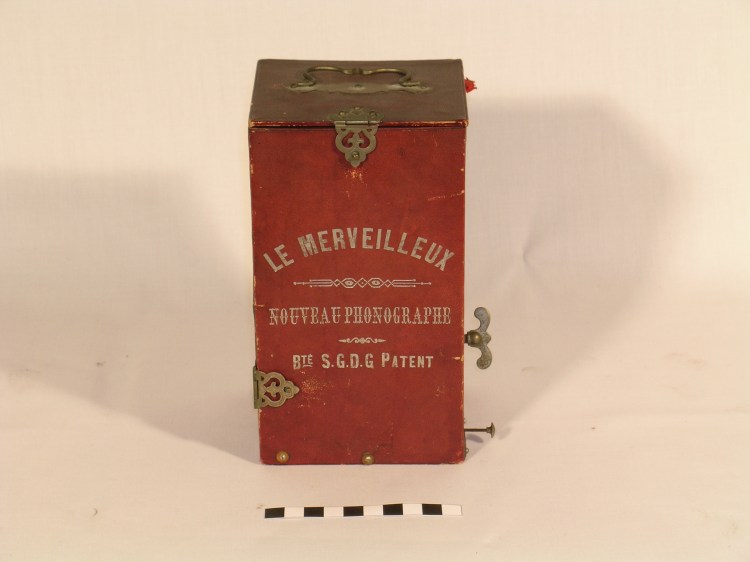 LE MERVEILLEUX
NOUVEAU PHONOGRAPHE
BTÉ S.G.D.G PATENT